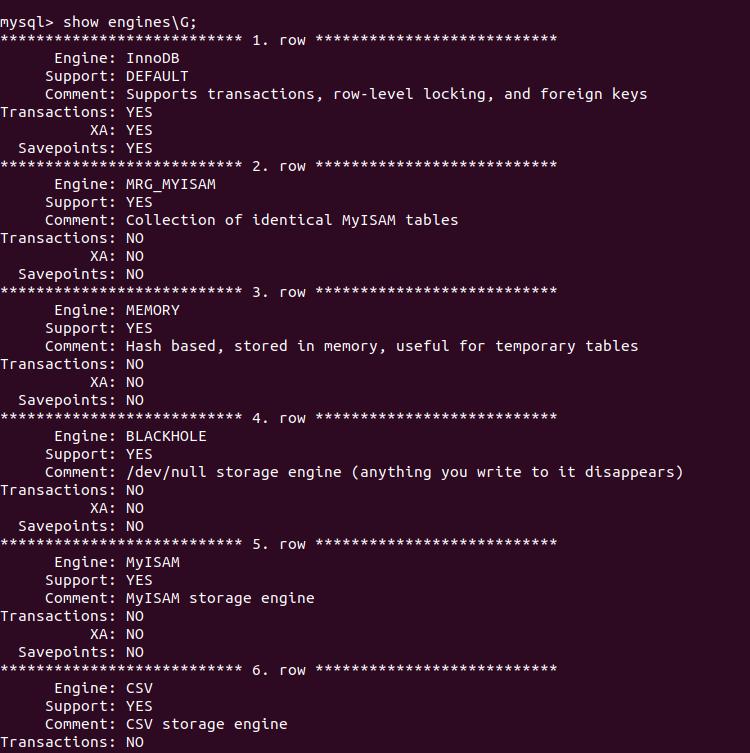 mysql> show engines\G;
*************************** 1. row ***************************
      Engine: InnoDB
     Support: DEFAULT
     Comment: Supports transactions, row-level locking, and foreign keys
Transactions: YES
          XA: YES
  Savepoints: YES
*************************** 2. row ***************************
      Engine: MRG_MYISAM
     Support: YES
     Comment: Collection of identical MyISAM tables
Transactions: NO
          XA: NO
  Savepoints: NO
*************************** 3. row ***************************
      Engine: MEMORY
     Support: YES
     Comment: Hash based, stored in memory, useful for temporary tables
Transactions: NO
          XA: NO
  Savepoints: NO
*************************** 4. row ***************************
      Engine: BLACKHOLE
     Support: YES
     Comment: /dev/null storage engine (anything you write to it disappears)
Transactions: NO
          XA: NO
  Savepoints: NO
*************************** 5. row ***************************
      Engine: MyISAM
     Support: YES
     Comment: MyISAM storage engine
Transactions: NO
          XA: NO
  Savepoints: NO
*************************** 6. row ***************************
      Engine: CSV
     Support: YES
     Comment: CSV storage engine
Transactions: NO